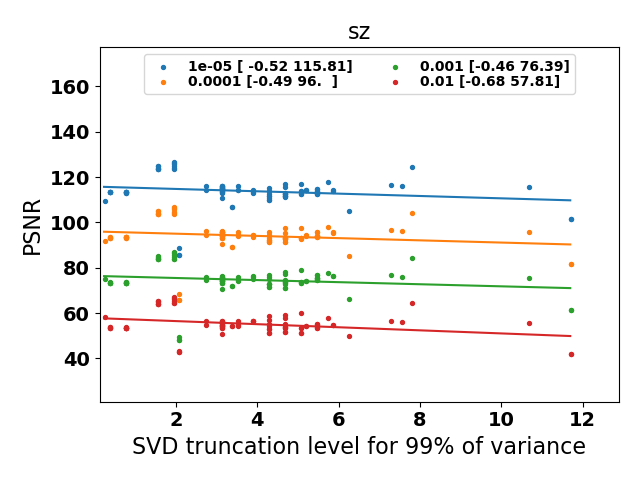 sz
1e-05 [ -0.52 115.81]
0.0001 [-0.49 96.  ]
0.001 [-0.46 76.39]
0.01 [-0.68 57.81]
PSNR
160
140
120
100
80
60
40
2 4 6 8 10 12
SVD truncation level for 99% of variance